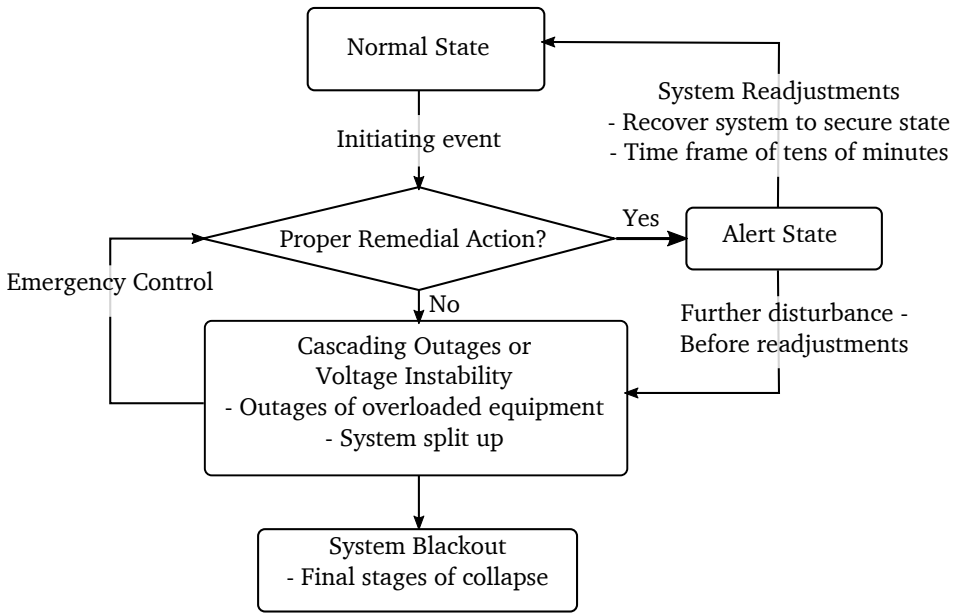 Normal State
System Readjustments
- Recover system to secure state
- Time frame of tens of minutes
Initiating event
Yes
Proper Remedial Action?
Alert State
Emergency Control
No
Further disturbance -
Before readjustments
Cascading Outages or
Voltage Instability
- Outages of overloaded equipment
- System split up
System Blackout
- Final stages of collapse